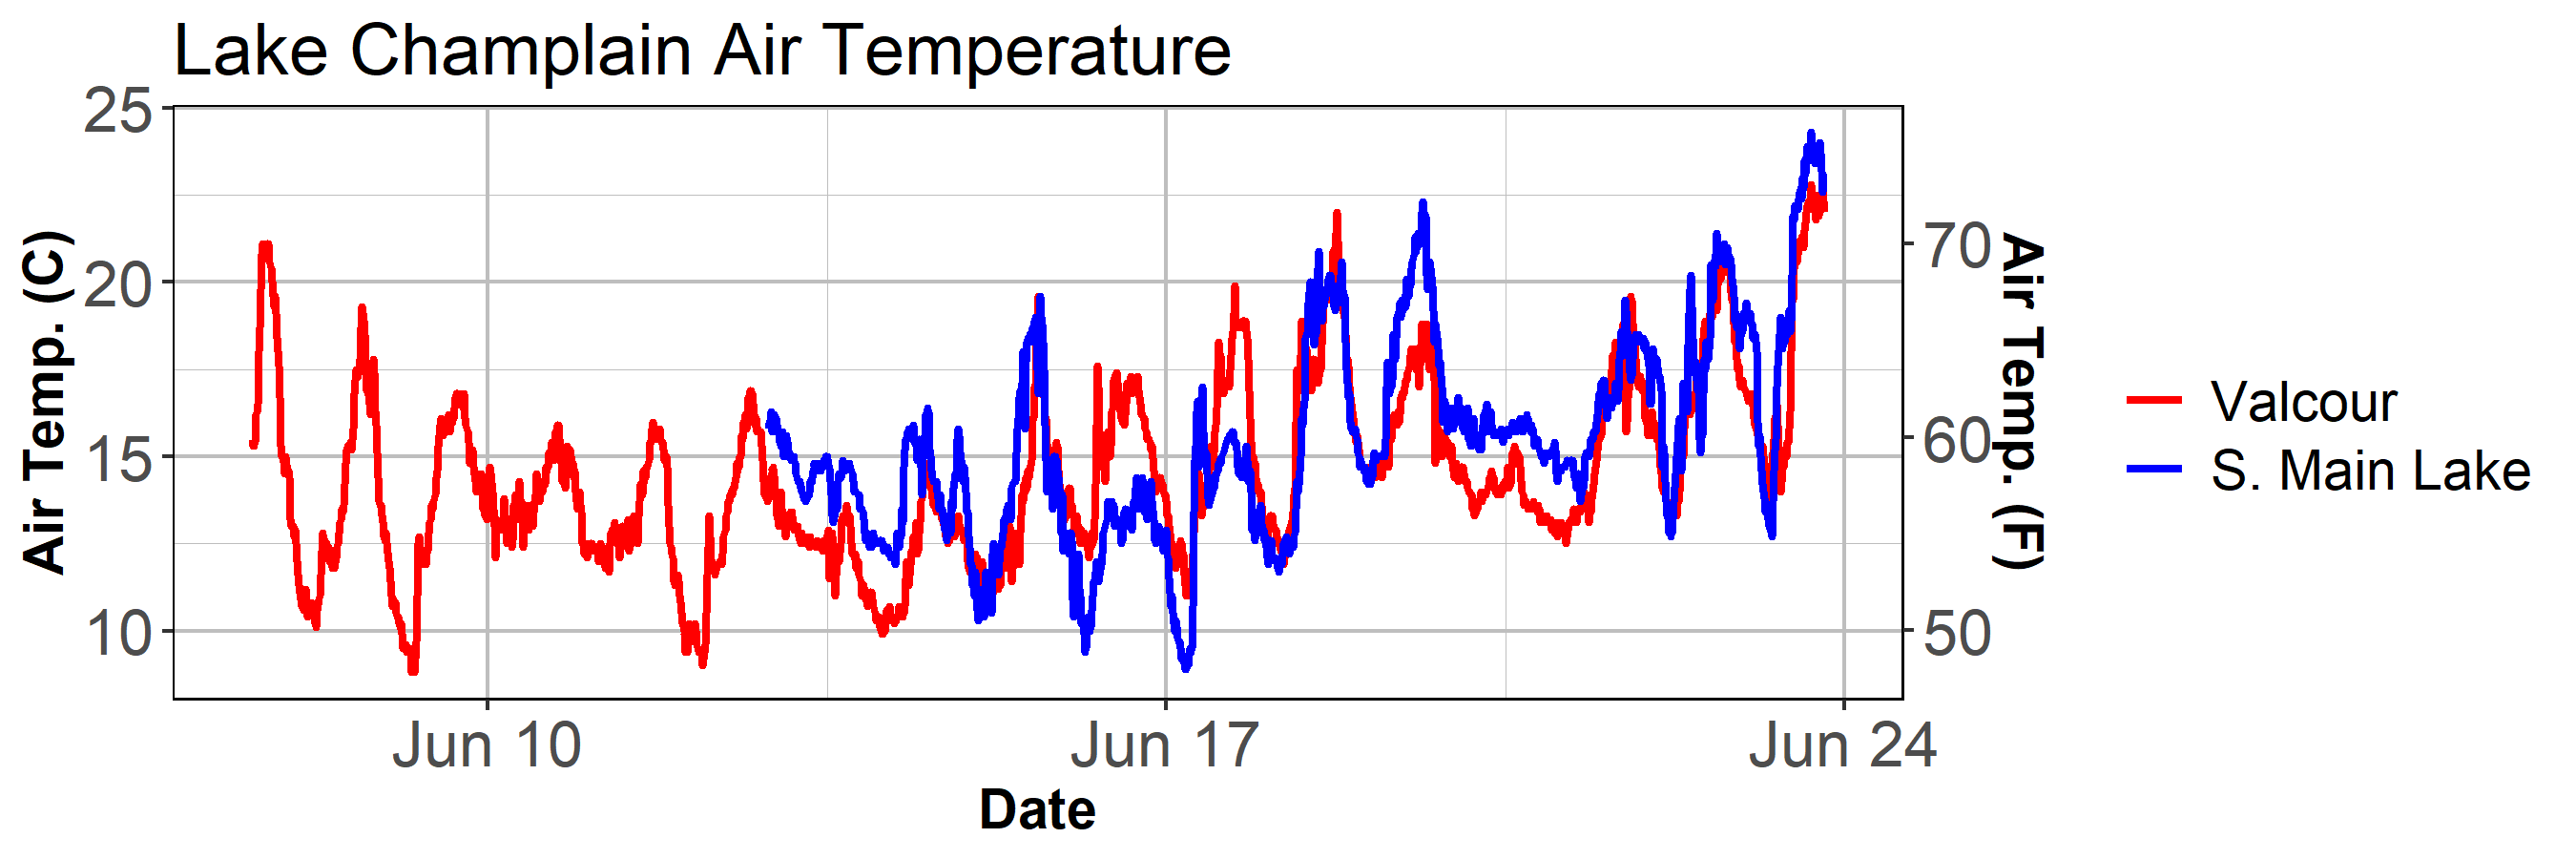 Lake Champlain Air Temperature
25
20
15
10
Air Temp. (C)
70
60
50
Air Temp. (F)
Jun 10
Jun 17
Jun 24
Date
Valcour
S. Main Lake